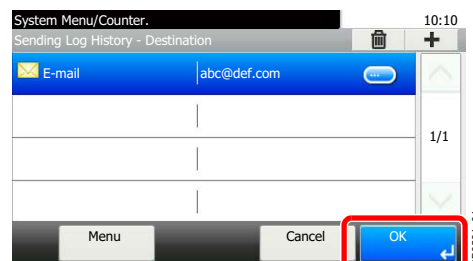 System Menu/Counter. 10:10
Sending Log History - Destination
E-mail abc@def.com
1/1
Menu Cancel OK